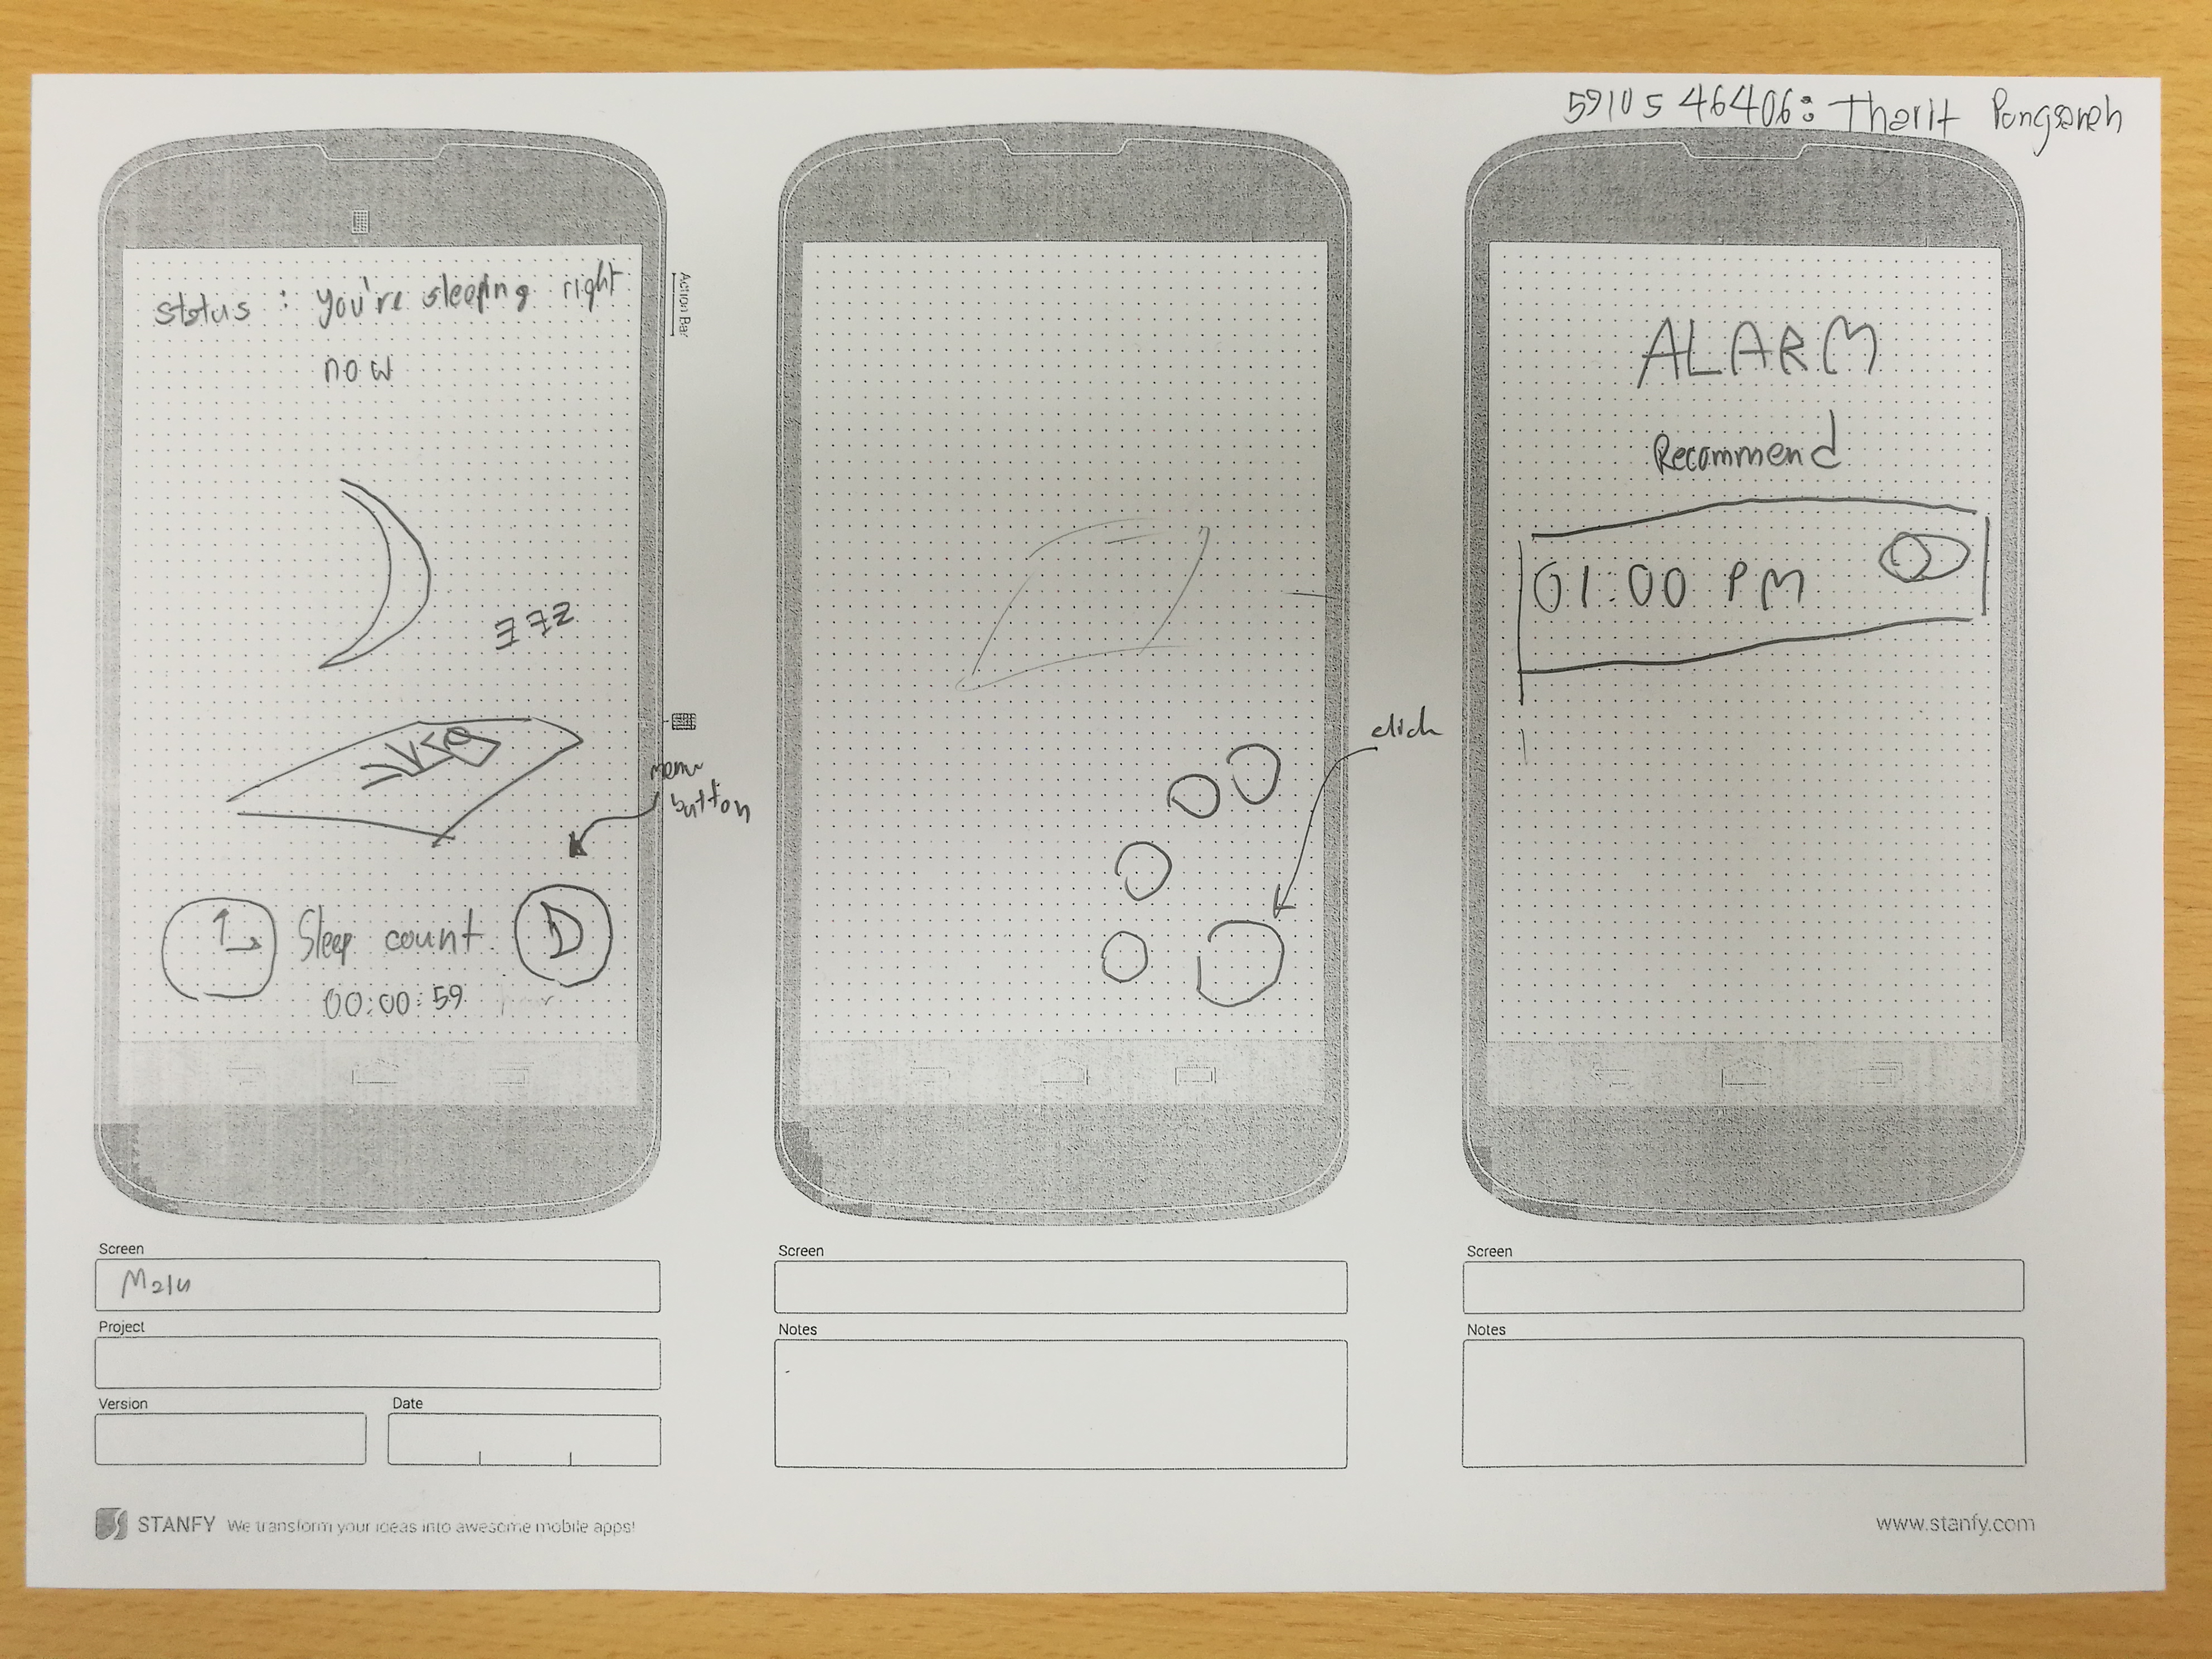 5910546406: Tharit
Action Bar
status : you're sleeping right
now
zzz
menu
button
Sleep count
00:00:59
click
ALARM
Recommend
01:00 PM
Screen
Main
Project
Version
Date
Screen
Notes
Screen
Notes
STANFY We transform your ideas into awesome mobile apps!
www.stanfy.com